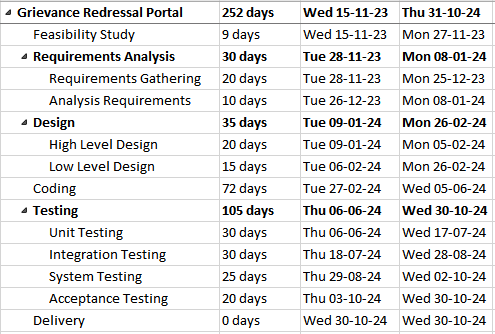 Grievance Redressal Portal 252 days Wed 15-11-23 Thu 31-10-24
Feasibility Study 9 days Wed 15-11-23 Mon 27-11-23
Requirements Analysis 30 days Tue 28-11-23 Mon 08-01-24
Requirements Gathering 20 days Tue 28-11-23 Mon 25-12-23
Analysis Requirements 10 days Tue 26-12-23 Mon 08-01-24
Design 35 days Tue 09-01-24 Mon 26-02-24
High Level Design 20 days Tue 09-01-24 Mon 05-02-24
Low Level Design 15 days Tue 06-02-24 Mon 26-02-24
Coding 72 days Tue 27-02-24 Wed 05-06-24
Testing 105 days Thu 06-06-24 Wed 30-10-24
Unit Testing 30 days Thu 06-06-24 Wed 17-07-24
Integration Testing 30 days Thu 18-07-24 Wed 28-08-24
System Testing 25 days Thu 29-08-24 Wed 02-10-24
Acceptance Testing 20 days Thu 03-10-24 Wed 30-10-24
Delivery 0 days Wed 30-10-24 Wed 30-10-24